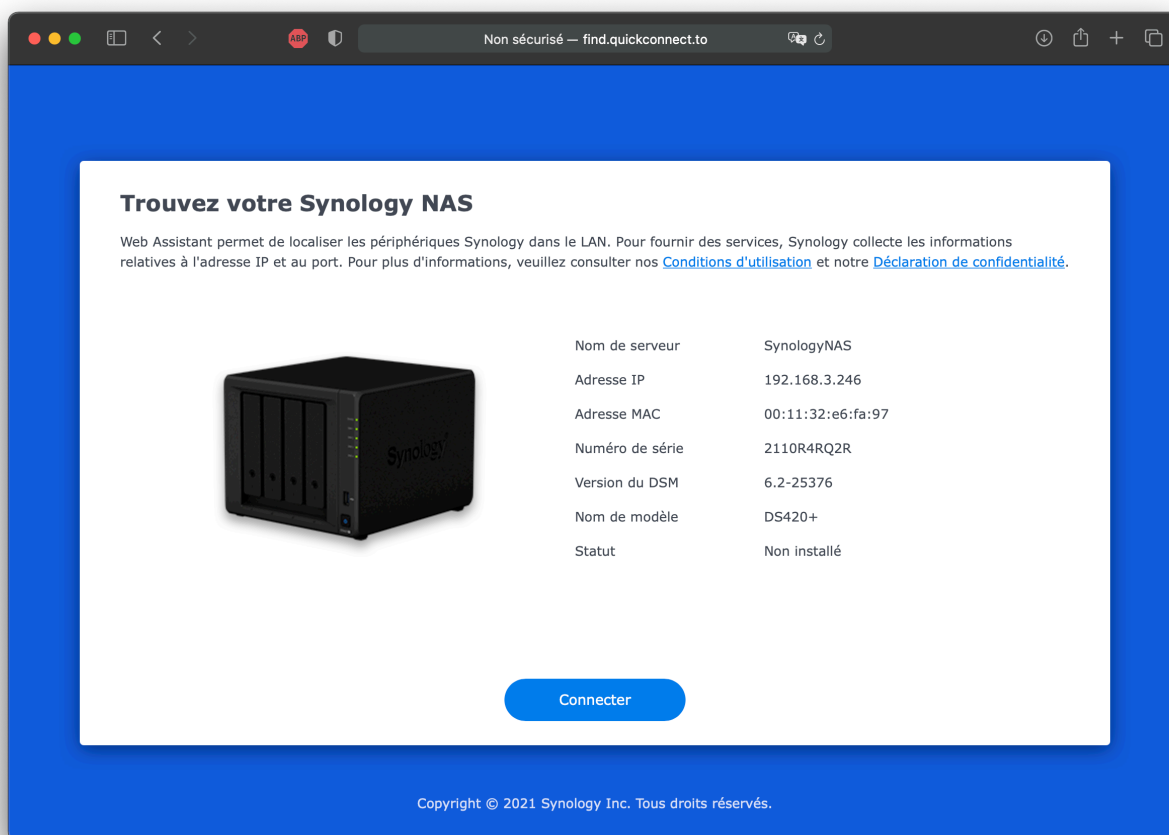 ABP
Non sécurisé — find.quickconnect.to
Trouvez votre Synology NAS
Web Assistant permet de localiser les périphériques Synology dans le LAN. Pour fournir des services, Synology collecte les informations
relatives à l'adresse IP et au port. Pour plus d'informations, veuillez consulter nos Conditions d'utilisation et notre Déclaration de confidentialité.
Synology
Nom de serveur SynologyNAS
Adresse IP 192.168.3.246
Adresse MAC 00:11:32:e6:fa:97
Numéro de série 2110R4RQ2R
Version du DSM 6.2-25376
Nom de modèle DS420+
Statut Non installé
Connecter
Copyright © 2021 Synology Inc. Tous droits réservés.